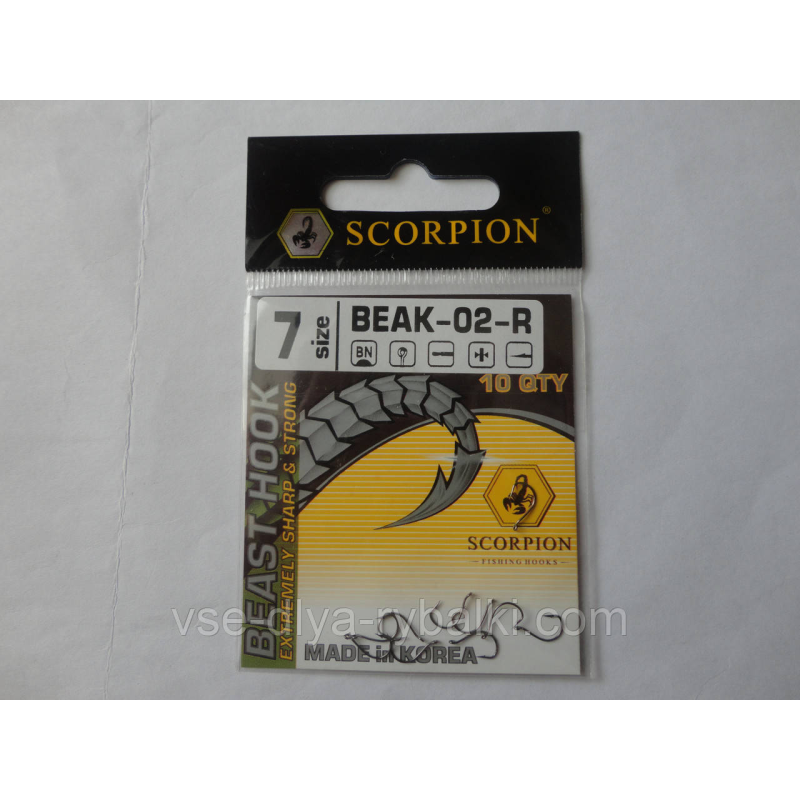 SCORPION®
7 size
BEAK-02-R
BN
10 QTY
BEAST HOOK
EXTREMELY SHARP & STRONG
SCORPION
FISHING HOOKS
vse-dlya-rybalki.com
MADE in KOREA